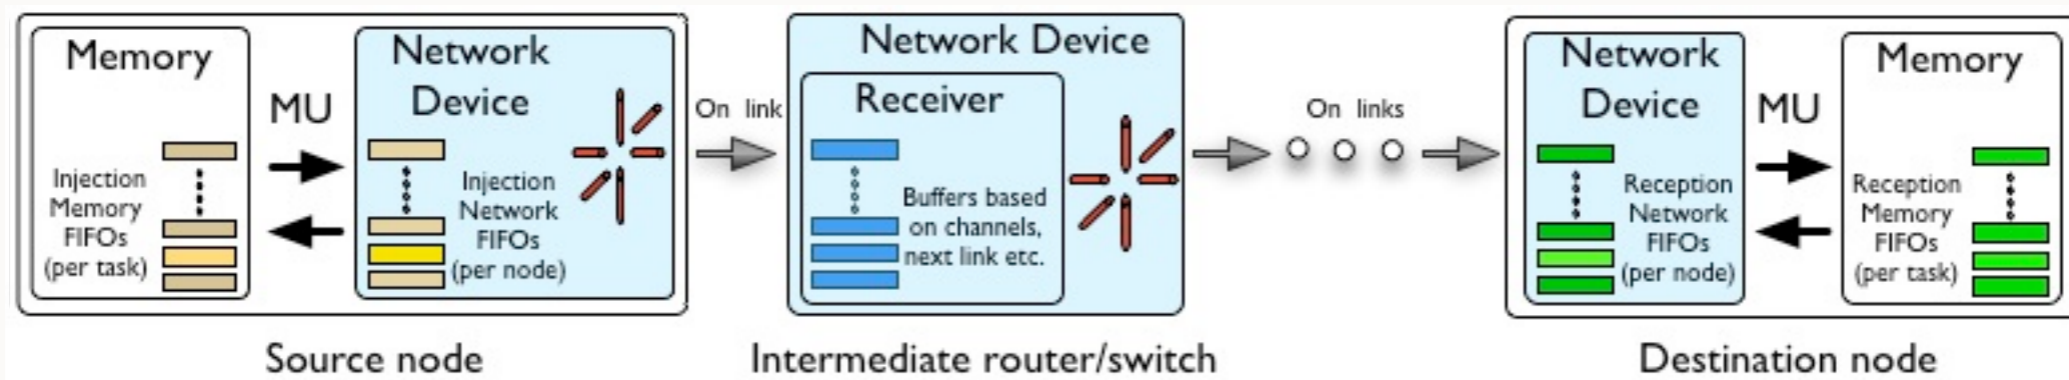 Memory
Injection
Memory
FIFOs
(per task)
MU
Network
Device
Injection
Network
FIFOs
(per node)
On link
Network Device
Receiver
Buffers based
on channels,
next link etc.
On links
Network
Device
Reception
Network
FIFOs
(per node)
MU
Memory
Reception
Memory
FIFOs
(per task)
Source node
Intermediate router/switch
Destination node